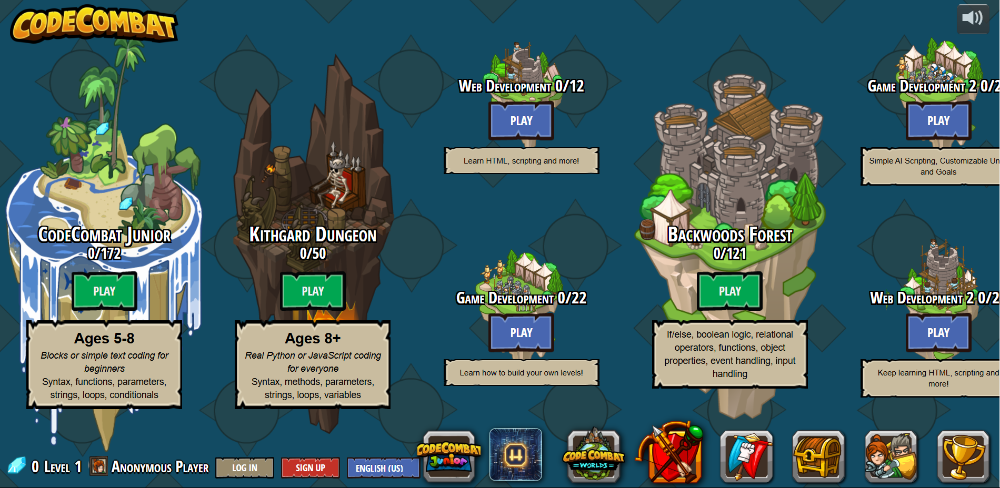 CODECOMBAT
CodeCombat Junior
0/172
PLAY
Ages 5-8
Blocks or simple text coding for
beginners
Syntax, functions, parameters,
strings, loops, conditionals
Kithgard Dungeon
0/50
PLAY
Ages 8+
Real Python or JavaScript coding
for everyone
Syntax, methods, parameters,
strings, loops, variables
Web Development 0/12
PLAY
Learn HTML, scripting and more!
Game Development 0/22
PLAY
Learn how to build your own levels!
Backwoods Forest
0/121
PLAY
If/else, boolean logic, relational
operators, functions, object
properties, event handling, input
handling
Game Development 2 0/2
PLAY
Simple AI Scripting, Customizable Un
and Goals
Web Development 2 0/2
PLAY
Keep learning HTML, scripting and
more!
0 Level 1 Anonymous Player LOG IN SIGN UP ENGLISH (US)
CODECOMBAT
Junior
H
CODE COMBAT
WORLDS